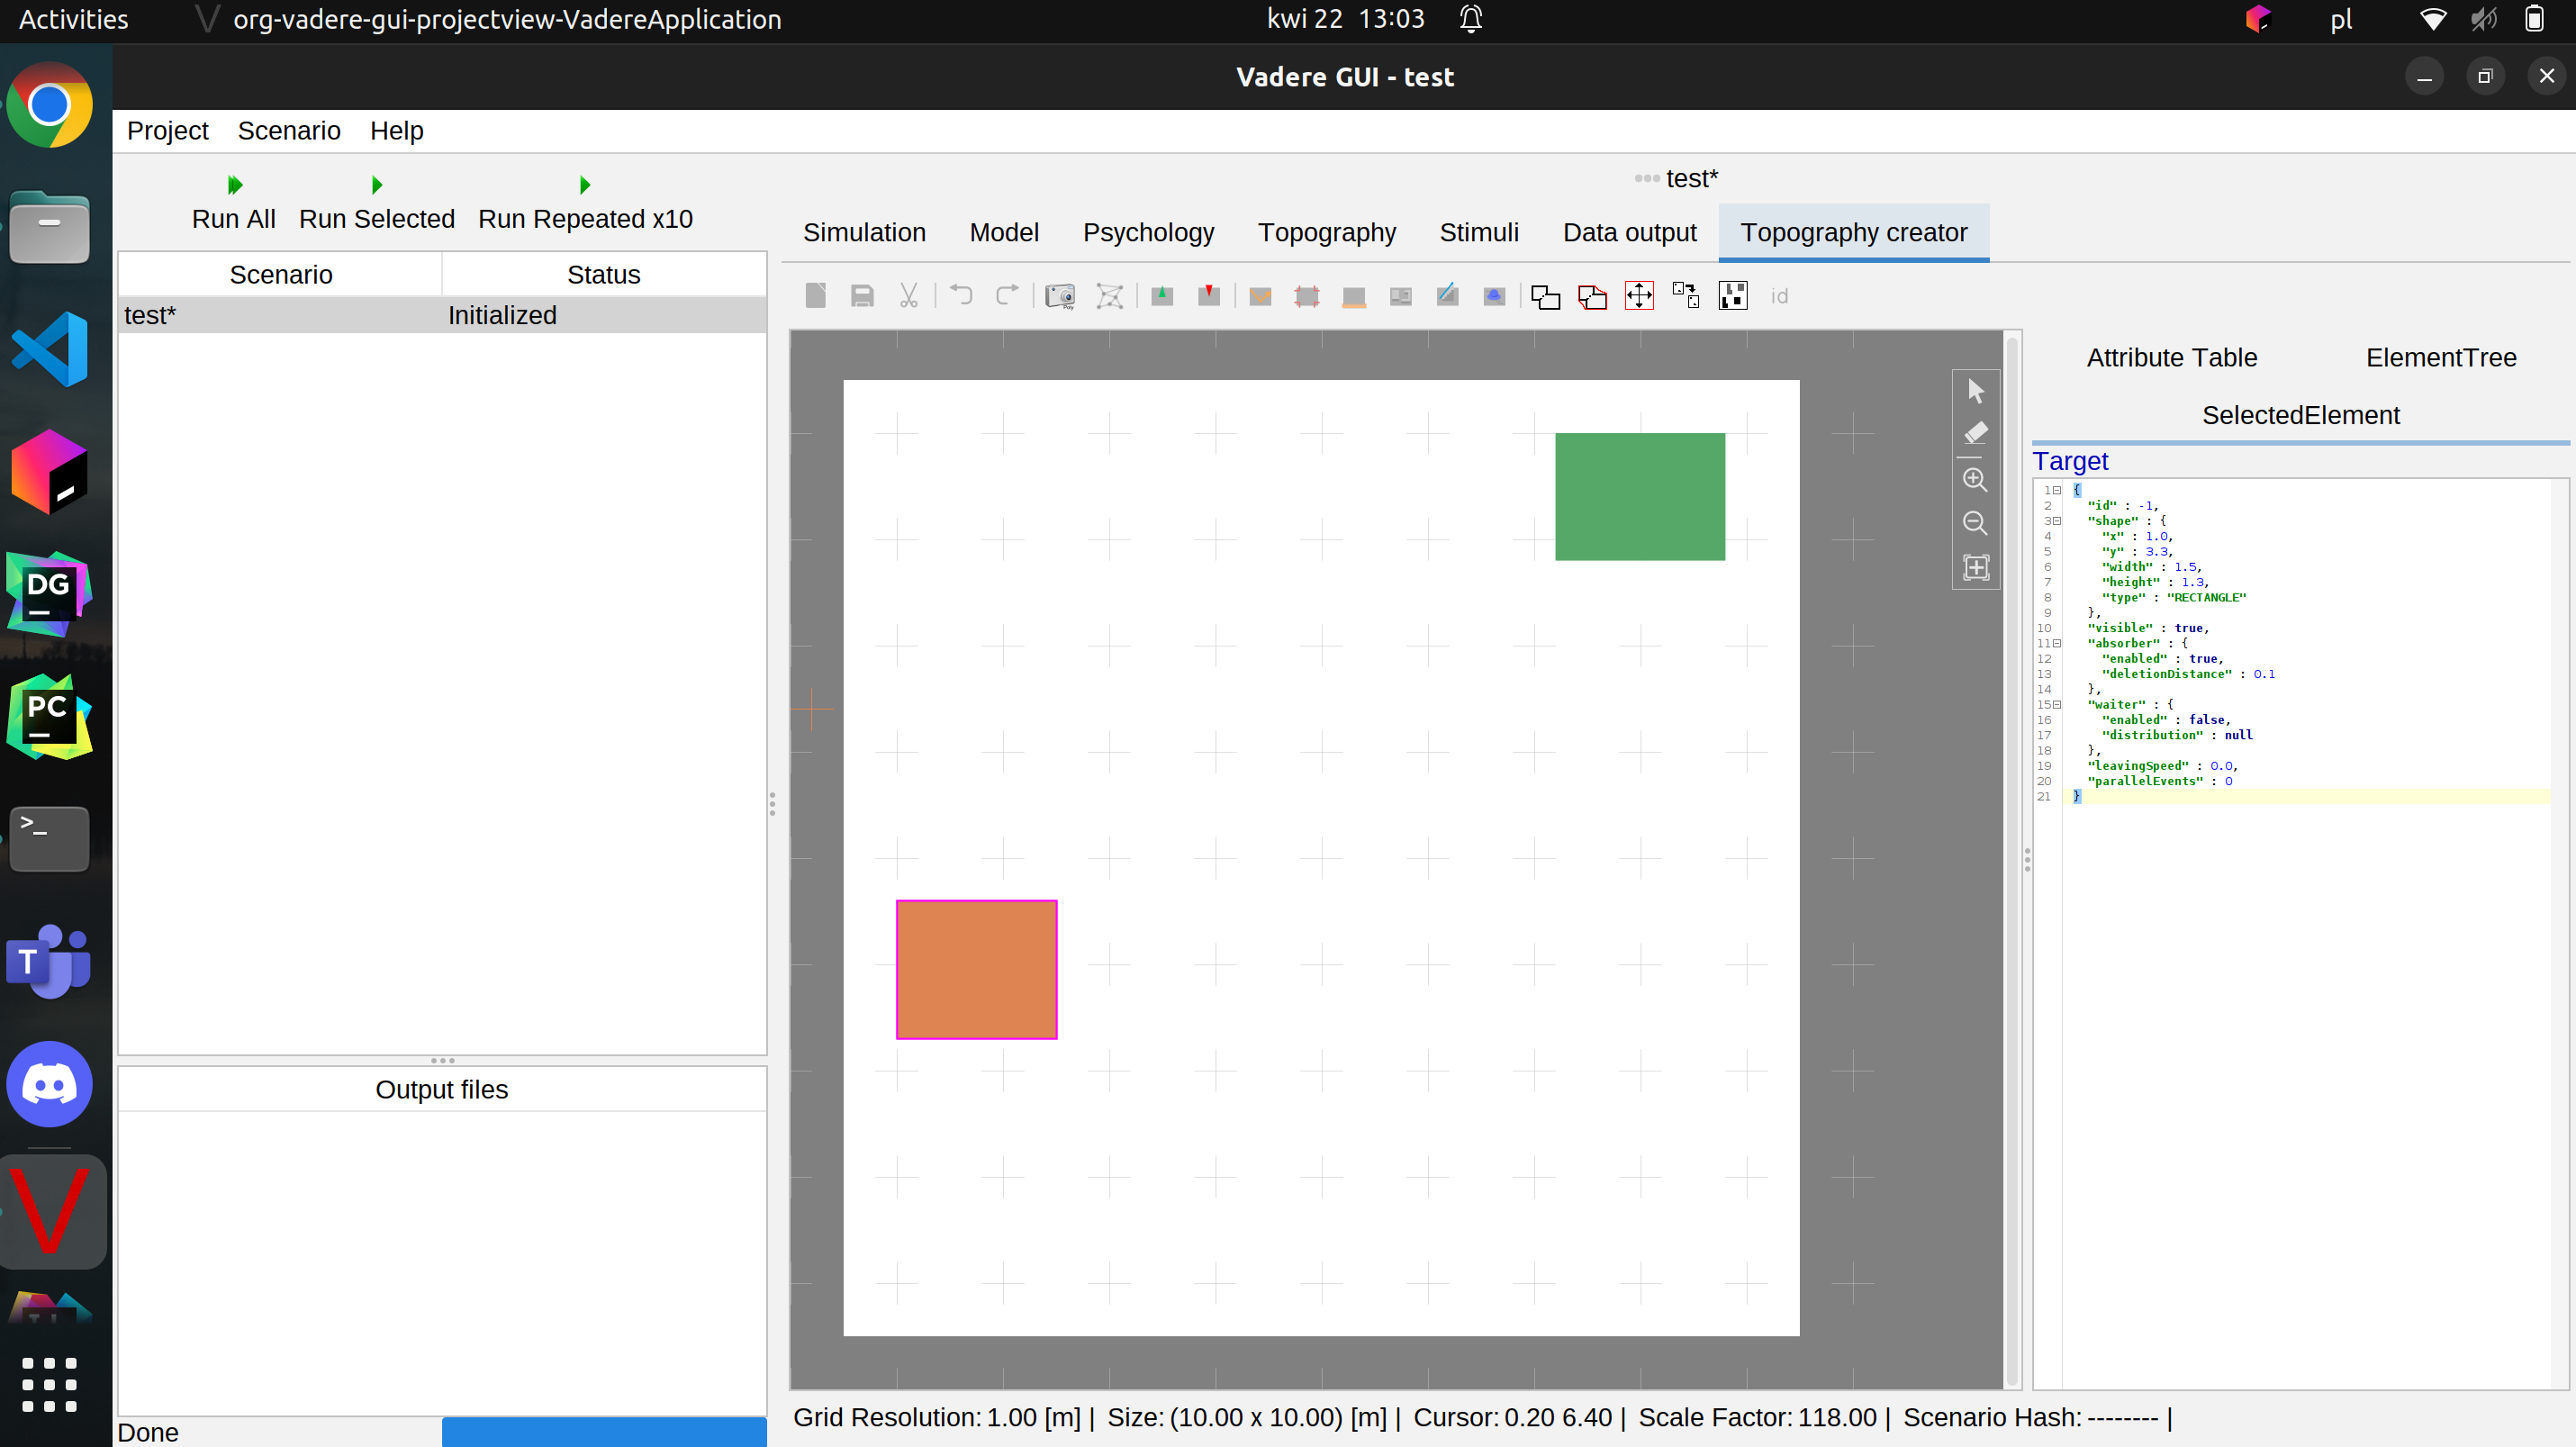 Activities
org-vadere-gui-projectview-VadereApplication
kwi 22 13:03
pl
Vadere GUI - test
Project Scenario Help
Run All Run Selected Run Repeated x10
test*
Simulation Model Psychology Topography Stimuli Data output Topography creator
Scenario Status
test* Initialized
id
Attribute Table ElementTree
SelectedElement
Target
1 {
2 "id" : -1,
3 "shape" : {
4 "x" : 1.0,
5 "y" : 3.3,
6 "width" : 1.5,
7 "height" : 1.3,
8 "type" : "RECTANGLE"
9 },
10 "visible" : true,
11 "absorber" : {
12 "enabled" : true,
13 "deletionDistance" : 0.1
14 },
15 "waiter" : {
16 "enabled" : false,
17 "distribution" : null
18 },
19 "leavingSpeed" : 0.0,
20 "parallelEvents" : 0
21 }
DG
PC
>_
T
V
Output files
Done
Grid Resolution: 1.00 [m] | Size: (10.00 x 10.00) [m] | Cursor: 0.20 6.40 | Scale Factor: 118.00 | Scenario Hash: -------- |